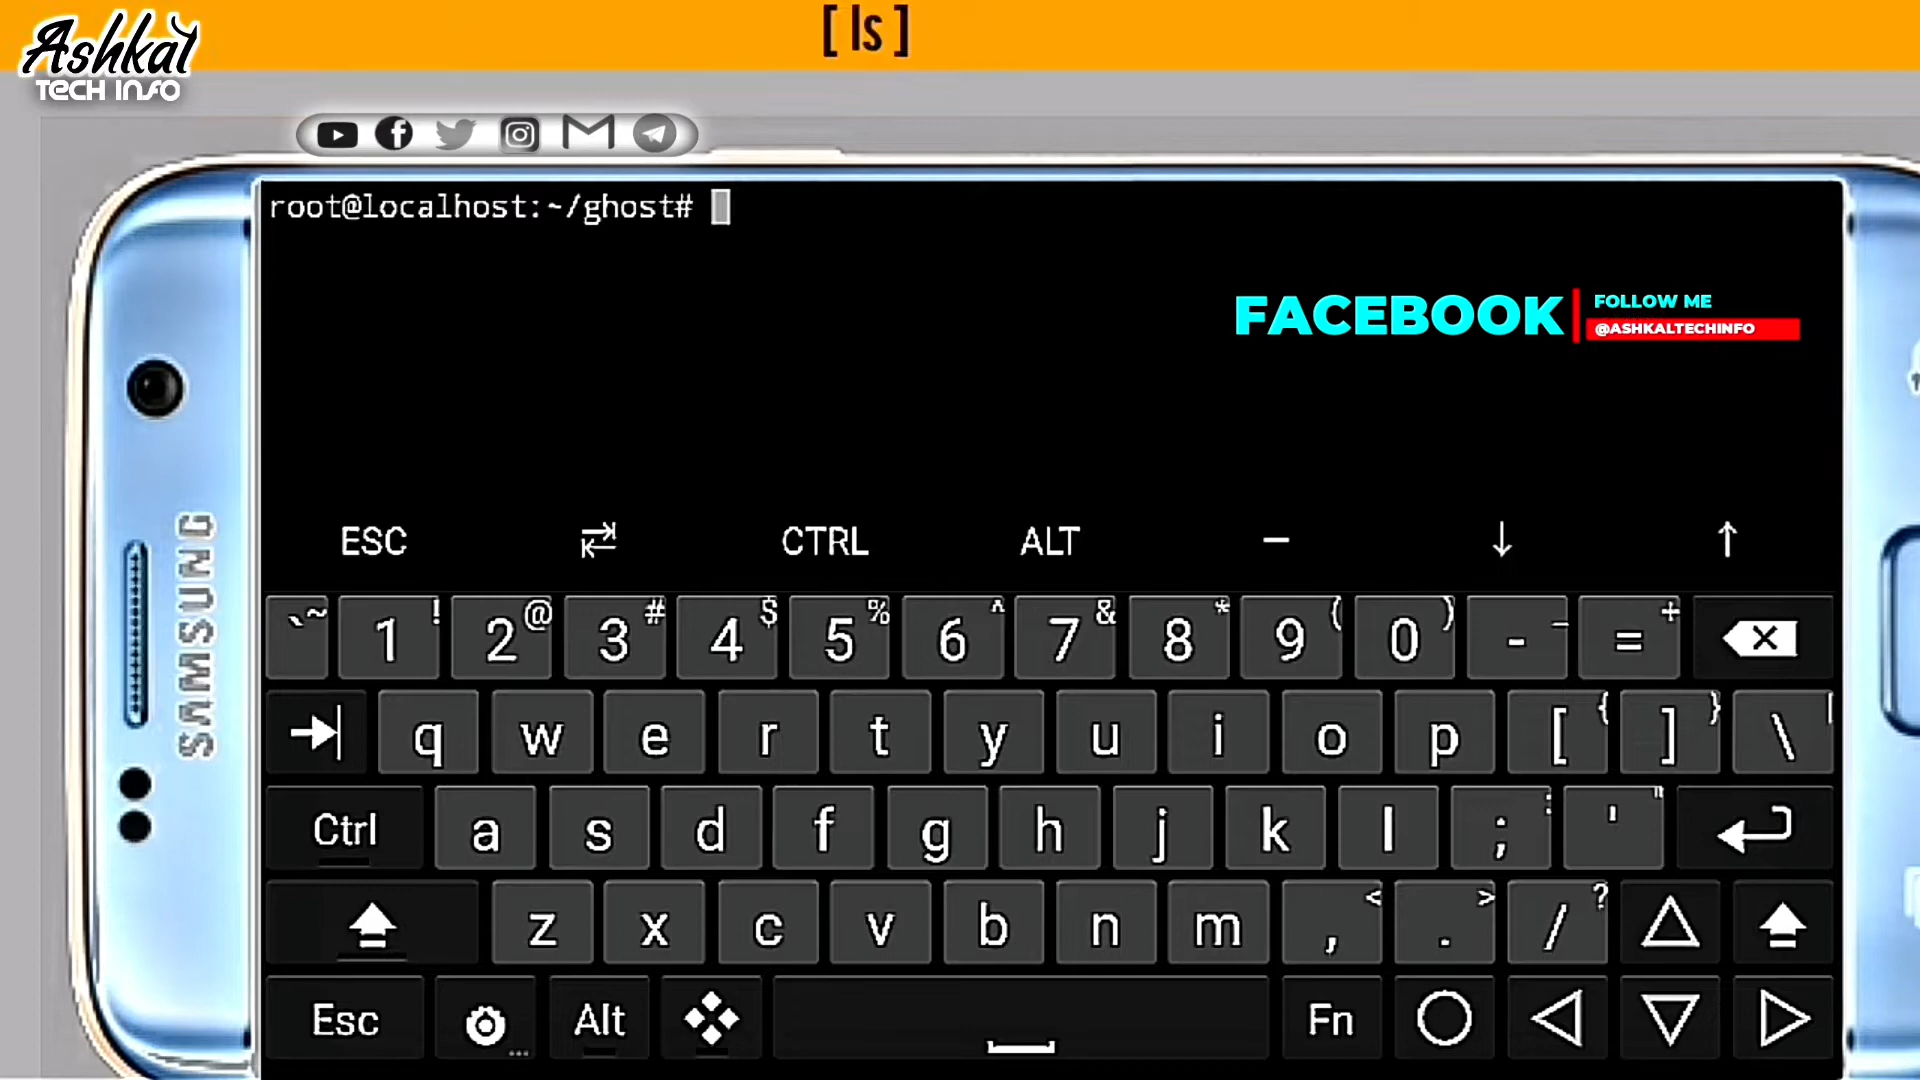 [ ls ]
Ashkal
TECH INFO
root@localhost:~/ghost#
FACEBOOK
FOLLOW ME
@ASHKALTECHINFO
SAMSUNG
ESC CTRL ALT — ↓ ↑
` ~ 1 ! 2 @ 3 # 4 $ 5 % 6 ^ 7 & 8 * 9 ( 0 ) - _ = +
q w e r t y u i o p [ { ] } \ |
Ctrl a s d f g h j k l ; : ' "
z x c v b n m , < . > / ?
Esc Alt Fn